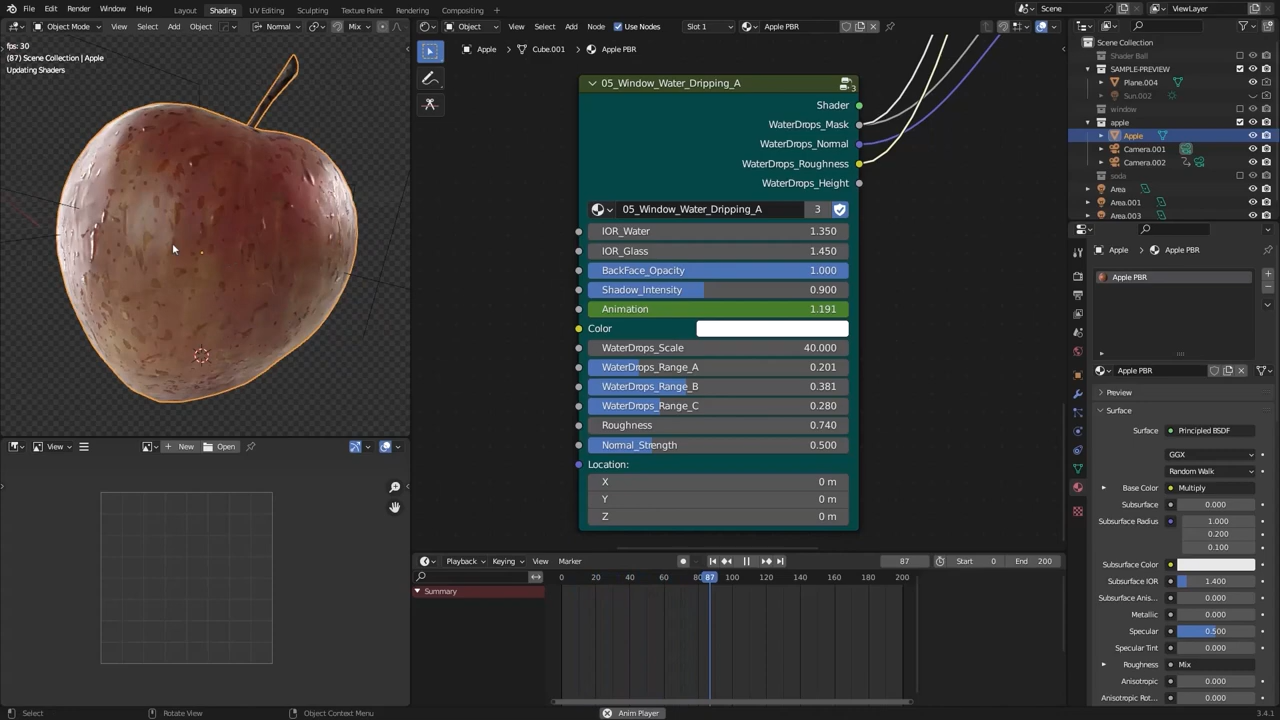 File Edit Render Window Help Layout Shading UV Editing Sculpting Texture Paint Rendering Compositing Scene ViewLayer
Object Mode View Select Add Object Normal Mix
Object View Select Add Node Use Nodes Slot 1 Apple PBR
fps: 30
(87) Scene Collection | Apple
Updating Shaders
Apple Cube.001 Apple PBR
05_Window_Water_Dripping_A
3
Shader
WaterDrops_Mask
WaterDrops_Normal
WaterDrops_Roughness
WaterDrops_Height
05_Window_Water_Dripping_A 3
IOR_Water 1.350
IOR_Glass 1.450
BackFace_Opacity 1.000
Shadow_Intensity 0.900
Animation 1.191
Color
WaterDrops_Scale 40.000
WaterDrops_Range_A 0.201
WaterDrops_Range_B 0.381
WaterDrops_Range_C 0.280
Roughness 0.740
Normal_Strength 0.500
Location:
X 0 m
Y 0 m
Z 0 m
Scene Collection
Shader Ball
SAMPLE-PREVIEW
Plane.004
Sun.002
window
apple
Apple
Camera.001
Camera.002
soda
Area
Area.001
Area.003
Apple Apple PBR
Apple PBR
Apple PBR
Preview
Surface
Surface Principled BSDF
GGX
Random Walk
Base Color Multiply
Subsurface 0.000
Subsurface Radius 1.000
0.200
0.100
Subsurface Color
Subsurface IOR 1.400
Subsurface Anis... 0.000
Metallic 0.000
Specular 0.500
Specular Tint 0.000
Roughness Mix
Anisotropic 0.000
Anisotropic Rot... 0.000
View New Open
Playback Keying View Marker 87 Start 0 End 200
0 20 40 60 80 87 100 120 140 160 180 200
Summary
Select Rotate View Object Context Menu Anim Player 3.4.1